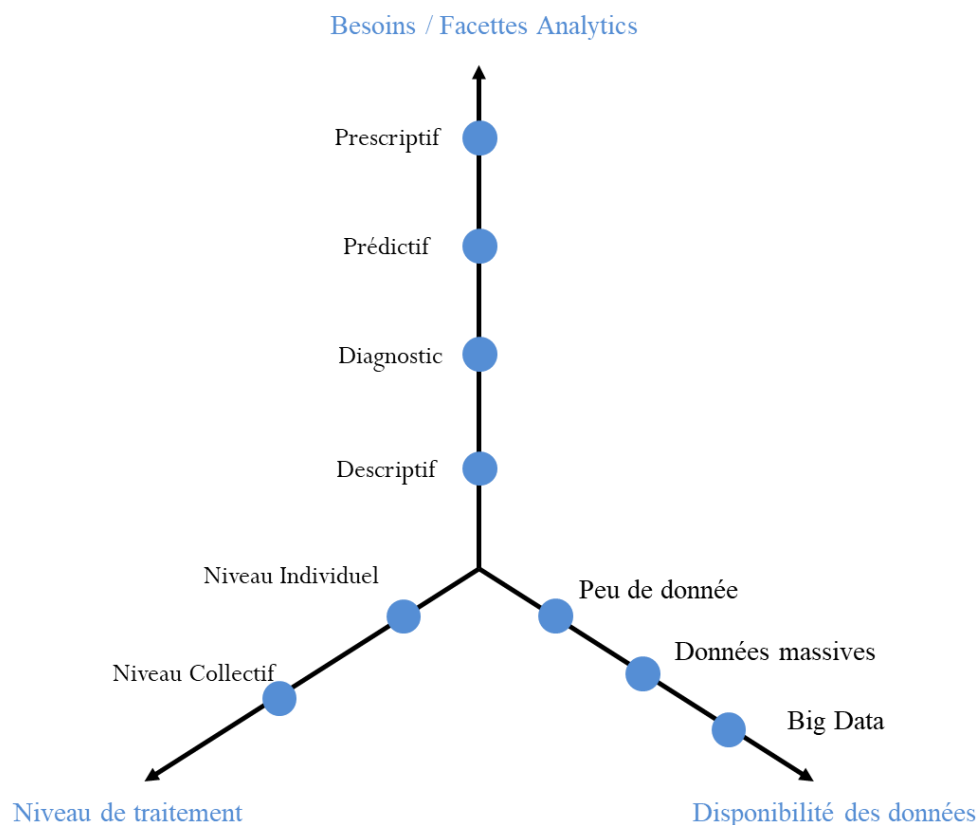 Besoins / Facettes Analytics
Prescriptif
Prédictif
Diagnostic
Descriptif
Niveau Individuel
Peu de donnée
Données massives
Niveau Collectif
Big Data
Niveau de traitement
Disponibilité des données